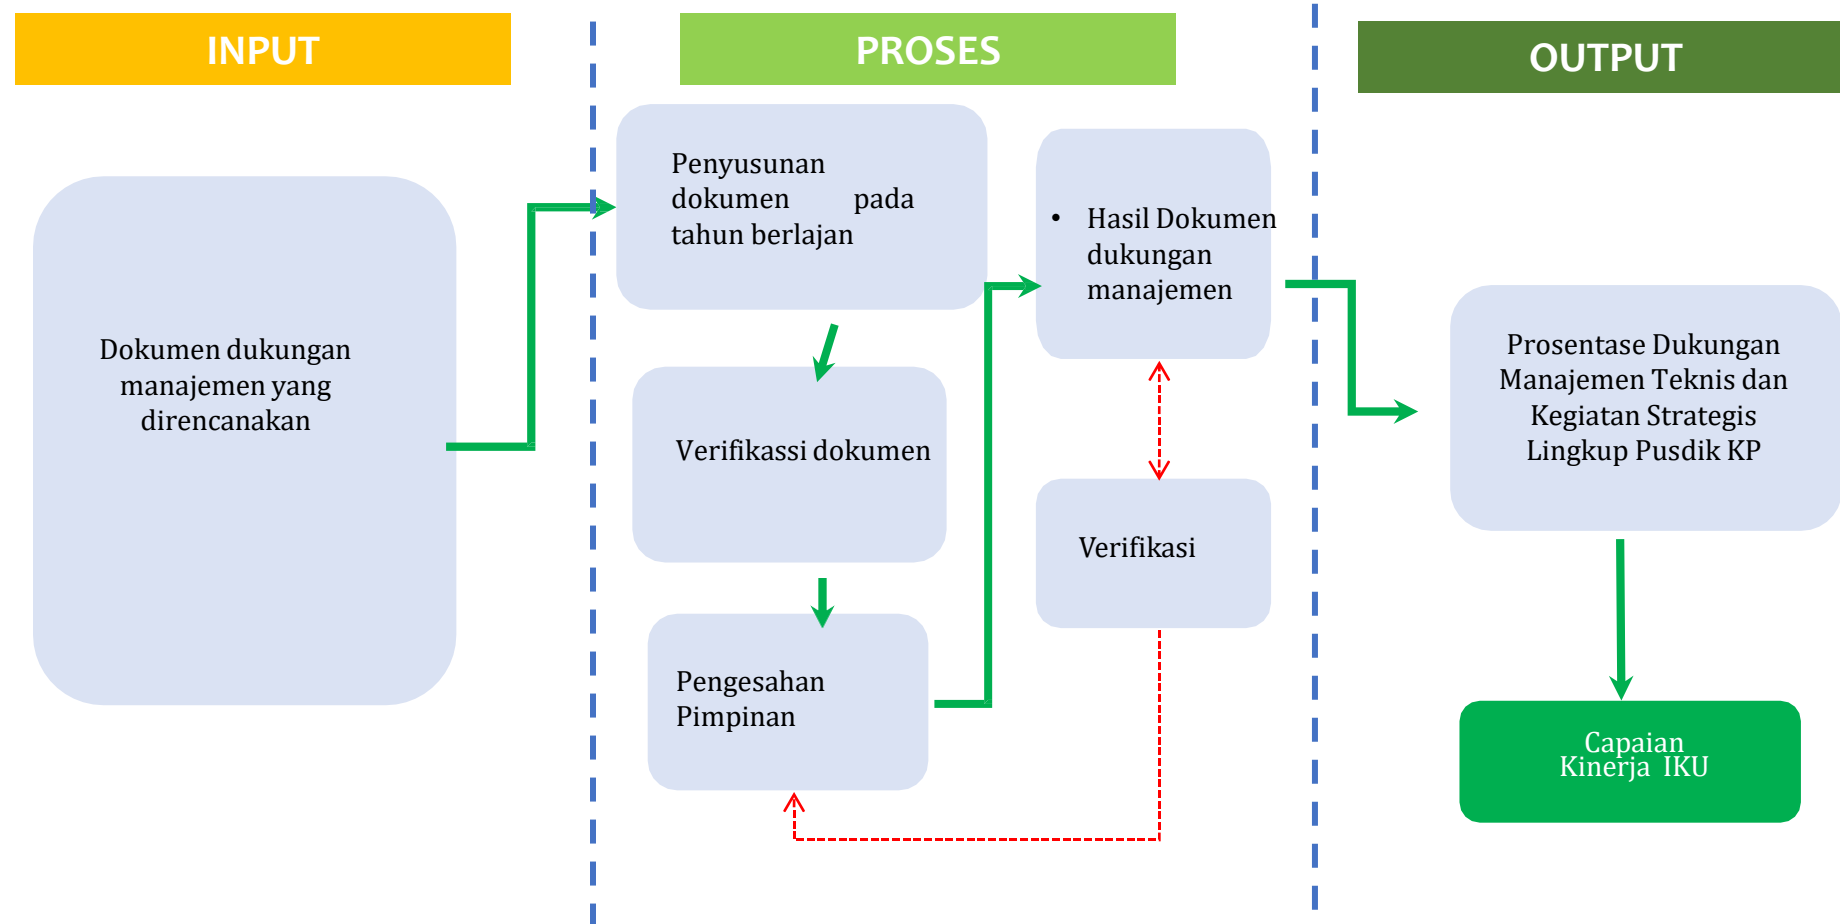 INPUT
PROSES
OUTPUT
Dokumen dukungan
manajemen yang
direncanakan
Penyusunan
dokumen pada
tahun berlajan
Verifikassi dokumen
Pengesahan
Pimpinan
• Hasil Dokumen
dukungan
manajemen
Verifikasi
Prosentase Dukungan
Manajemen Teknis dan
Kegiatan Strategis
Lingkup Pusdik KP
Capaian
Kinerja IKU